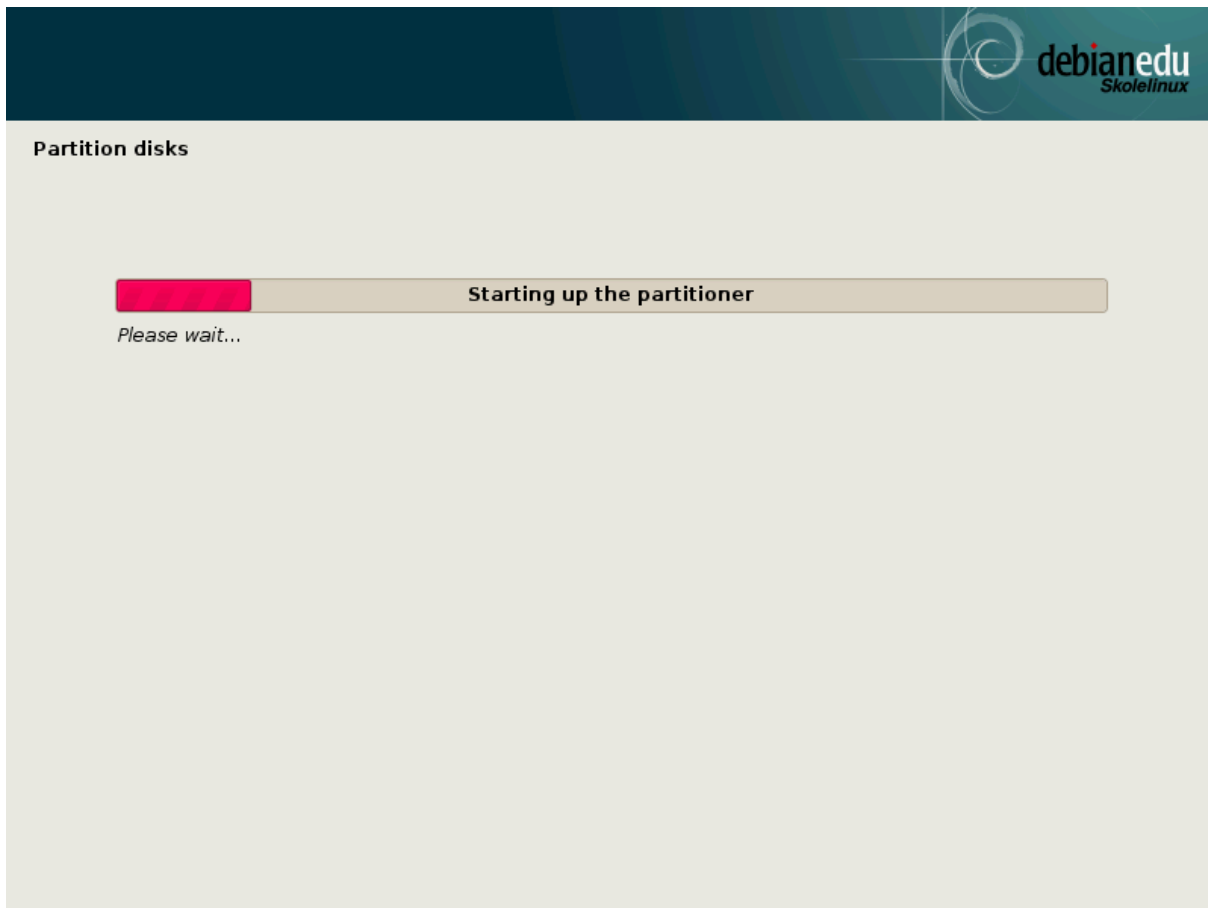 debianedu
Skolelinux
Partition disks
Starting up the partitioner
Please wait...